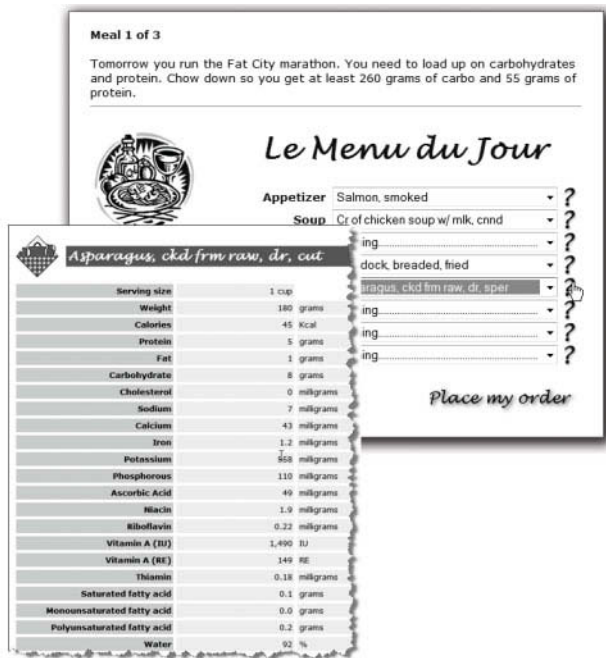 Meal 1 of 3
Tomorrow you run the Fat City marathon. You need to load up on carbohydrates
and protein. Chow down so you get at least 260 grams of carbo and 55 grams of
protein.
Le Menu du Jour
Appetizer Salmon, smoked ?
Soup Cr of chicken soup w/ mlk, cnnd ?
ing ?
dock, breaded, fried ?
aragus, ckd frm raw, dr, sper ?
ing ?
ing ?
ing ?
Place my order
Asparagus, ckd frm raw, dr, cut
Serving size 1 cup
Weight 180 grams
Calories 45 Kcal
Protein 5 grams
Fat 1 grams
Carbohydrate 8 grams
Cholesterol 0 milligrams
Sodium 7 milligrams
Calcium 43 milligrams
Iron 1.2 milligrams
Potassium 558 milligrams
Phosphorous 110 milligrams
Ascorbic Acid 49 milligrams
Niacin 1.9 milligrams
Riboflavin 0.22 milligrams
Vitamin A (IU) 1,490 IU
Vitamin A (RE) 149 RE
Thiamin 0.18 milligrams
Saturated fatty acid 0.1 grams
Monounsaturated fatty acid 0.0 grams
Polyunsaturated fatty acid 0.2 grams
Water 92 %